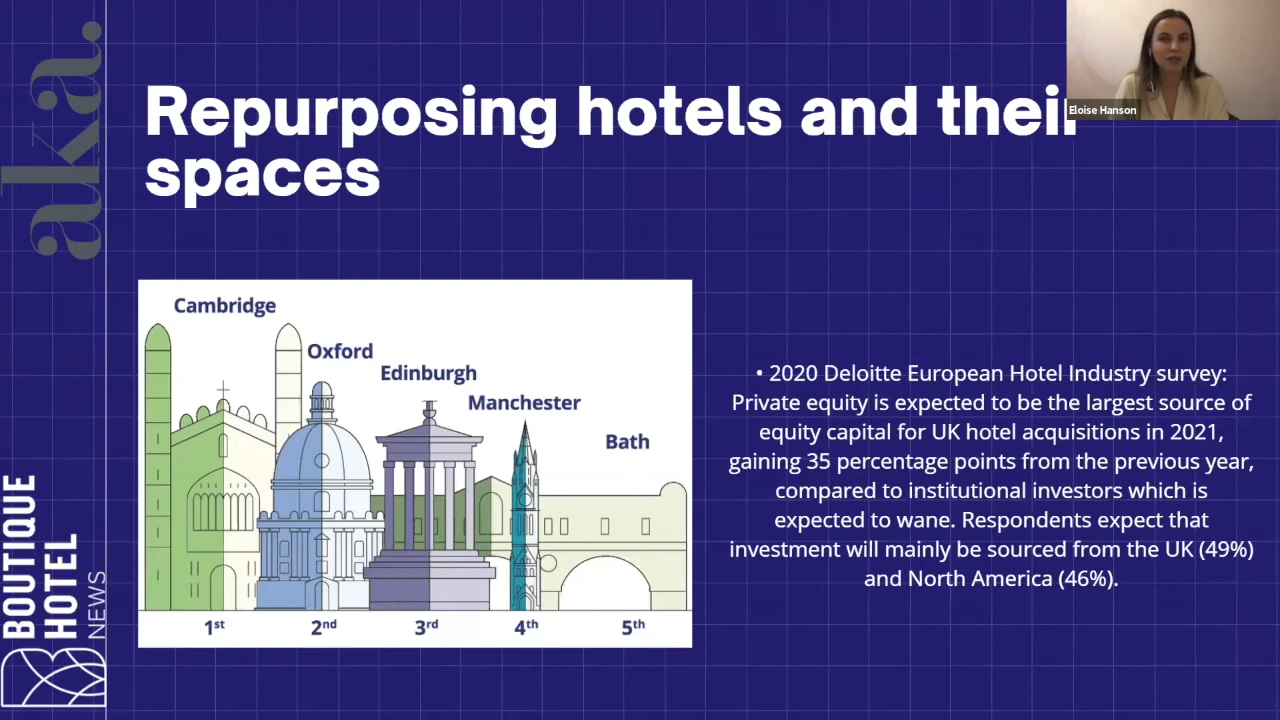 aka.
BOUTIQUE
HOTEL
NEWS
Repurposing hotels and their
spaces
Eloise Hanson
Cambridge
Oxford
Edinburgh
Manchester
Bath
1st
2nd
3rd
4th
5th
• 2020 Deloitte European Hotel Industry survey:
Private equity is expected to be the largest source of
equity capital for UK hotel acquisitions in 2021,
gaining 35 percentage points from the previous year,
compared to institutional investors which is
expected to wane. Respondents expect that
investment will mainly be sourced from the UK (49%)
and North America (46%).